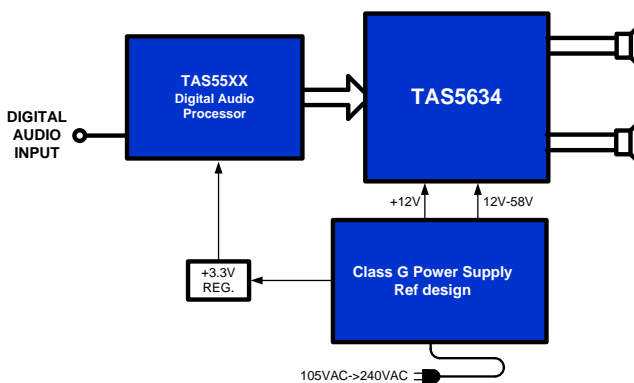 TAS55XX
Digital Audio
Processor
TAS5634
DIGITAL
AUDIO
INPUT
+12V
12V-58V
+3.3V
REG.
Class G Power Supply
Ref design
105VAC->240VAC